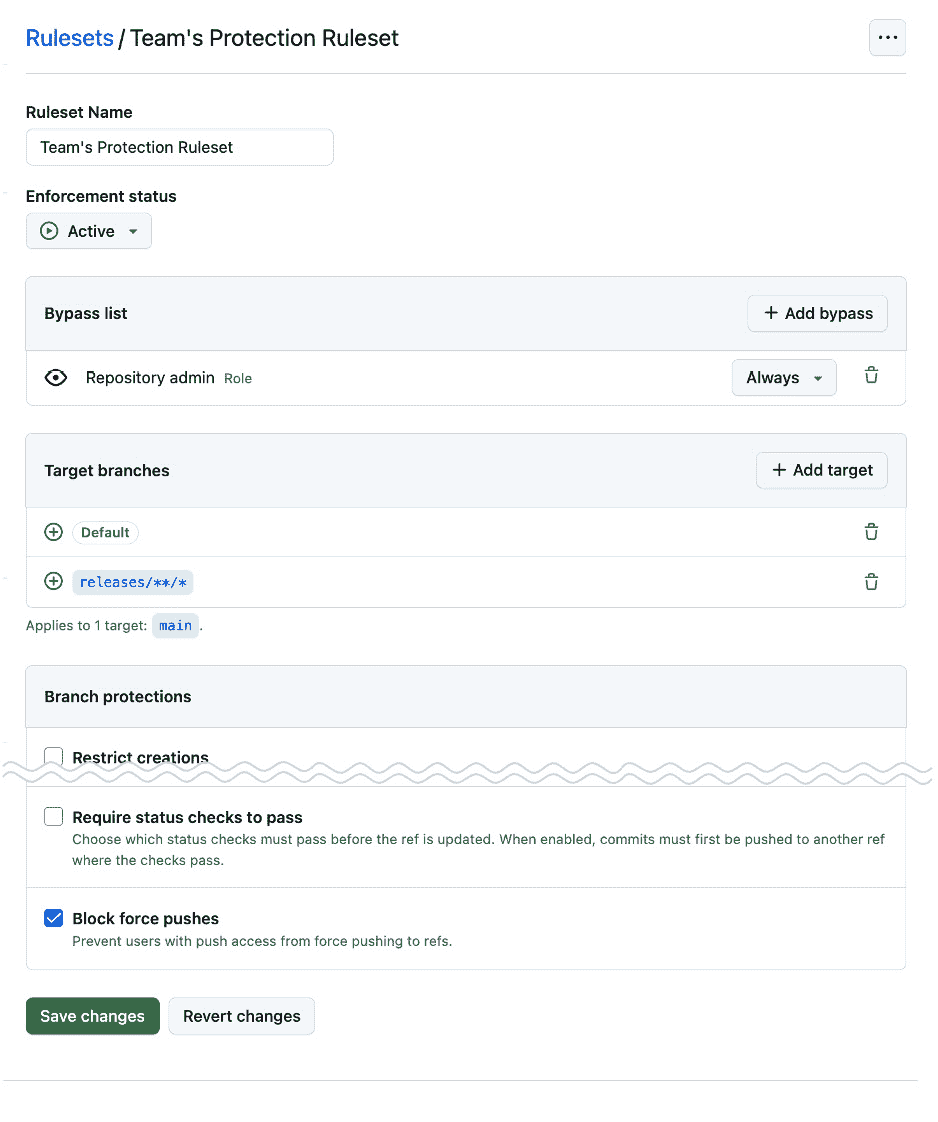 Rulesets / Team's Protection Ruleset
Ruleset Name
Team's Protection Ruleset
Enforcement status
Active
Bypass list
Add bypass
Repository admin Role
Always
Target branches
Add target
Default
releases/**/*
Applies to 1 target: main.
Branch protections
Restrict creations
Require status checks to pass
Choose which status checks must pass before the ref is updated. When enabled, commits must first be pushed to another ref
where the checks pass.
Block force pushes
Prevent users with push access from force pushing to refs.
Save changes
Revert changes